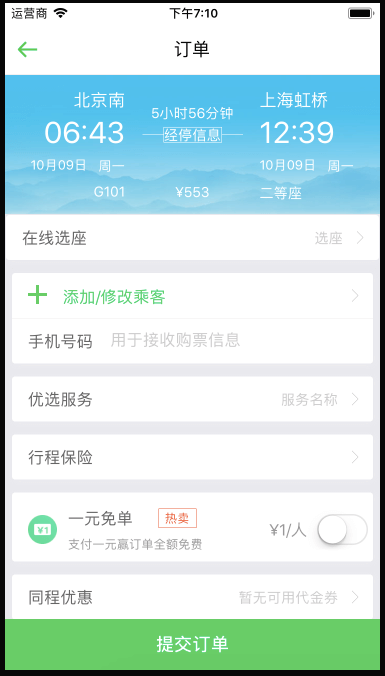 运营商 下午7:10
订单
北京南 5小时56分钟 上海虹桥
06:43 经停信息 12:39
10月09日 周一 10月09日 周一
G101 ¥553 二等座
在线选座 选座
添加/修改乘客
手机号码 用于接收购票信息
优选服务 服务名称
行程保险
¥1 一元免单 热卖 ¥1/人
支付一元赢订单全额免费
同程优惠 暂无可用代金券
提交订单